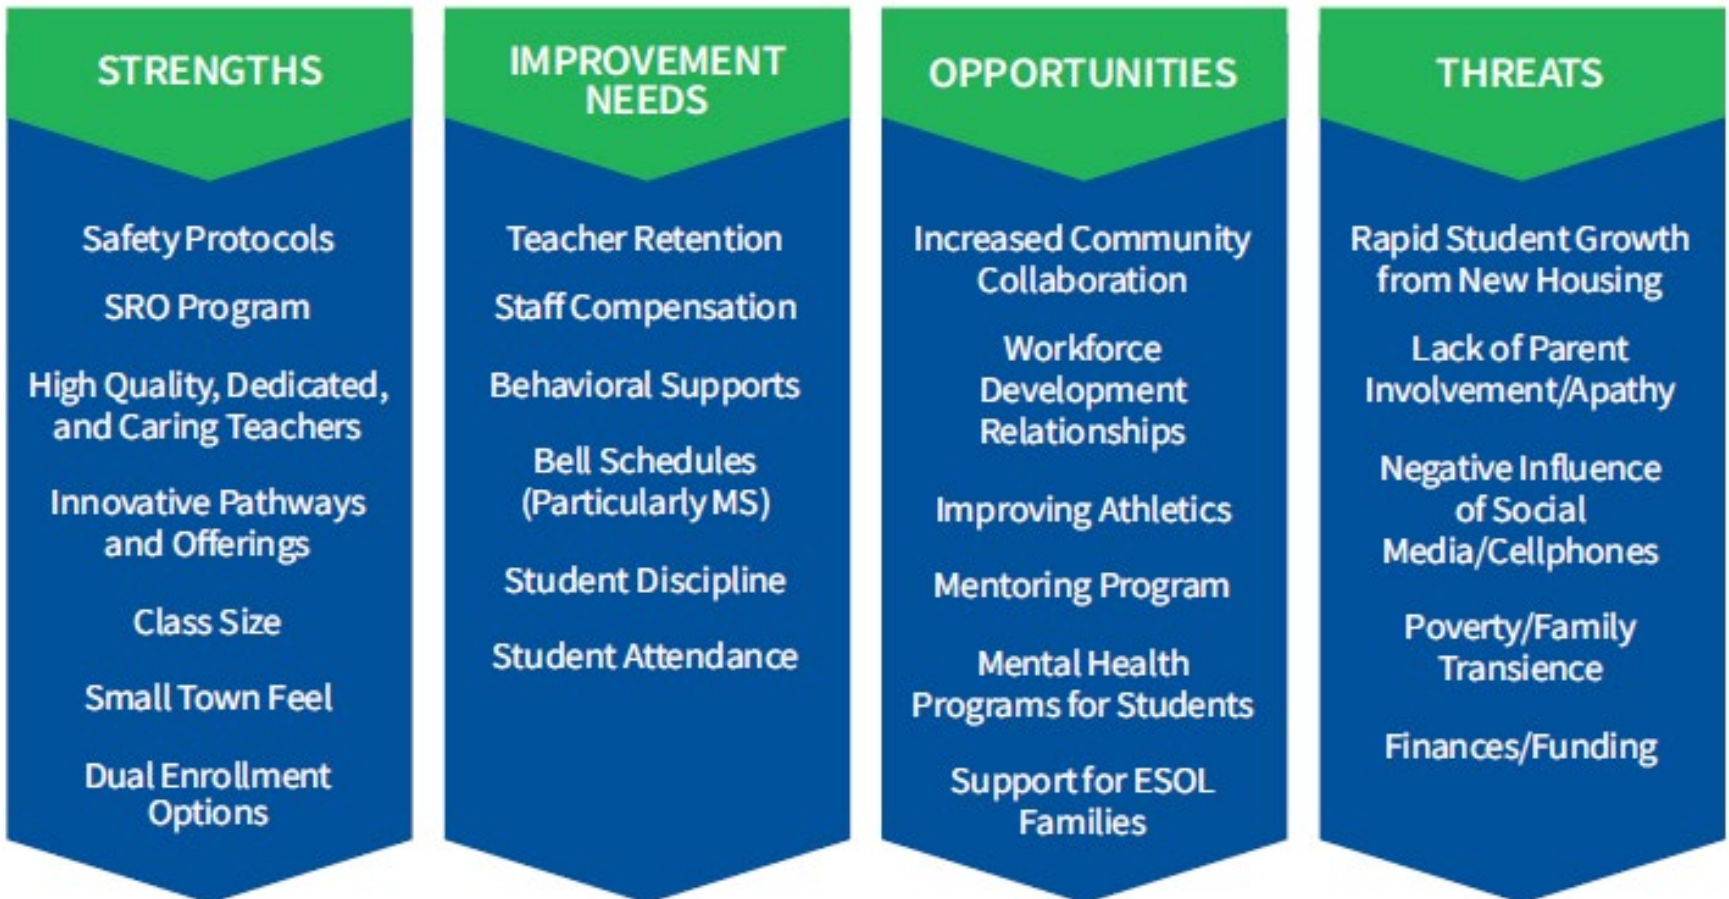 STRENGTHS
Safety Protocols
SRO Program
High Quality, Dedicated,
and Caring Teachers
Innovative Pathways
and Offerings
Class Size
Small Town Feel
Dual Enrollment
Options
IMPROVEMENT
NEEDS
Teacher Retention
Staff Compensation
Behavioral Supports
Bell Schedules
(Particularly MS)
Student Discipline
Student Attendance
OPPORTUNITIES
Increased Community
Collaboration
Workforce
Development
Relationships
Improving Athletics
Mentoring Program
Mental Health
Programs for Students
Support for ESOL
Families
THREATS
Rapid Student Growth
from New Housing
Lack of Parent
Involvement/Apathy
Negative Influence
of Social
Media/Cellphones
Poverty/Family
Transience
Finances/Funding